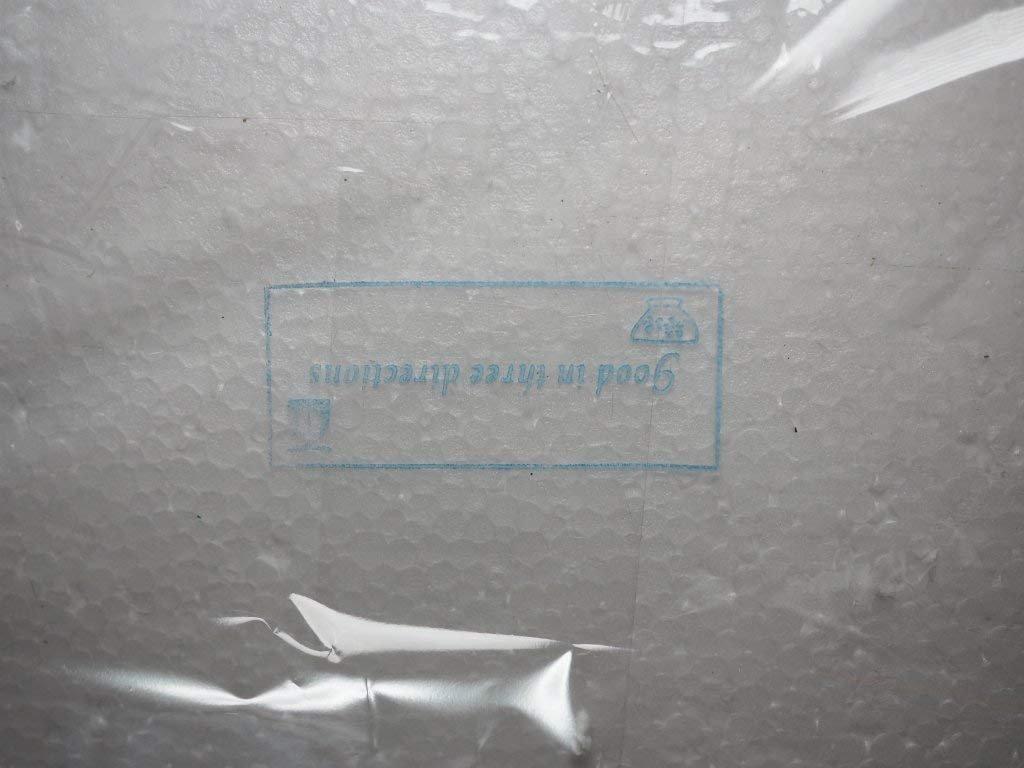 good in three directions